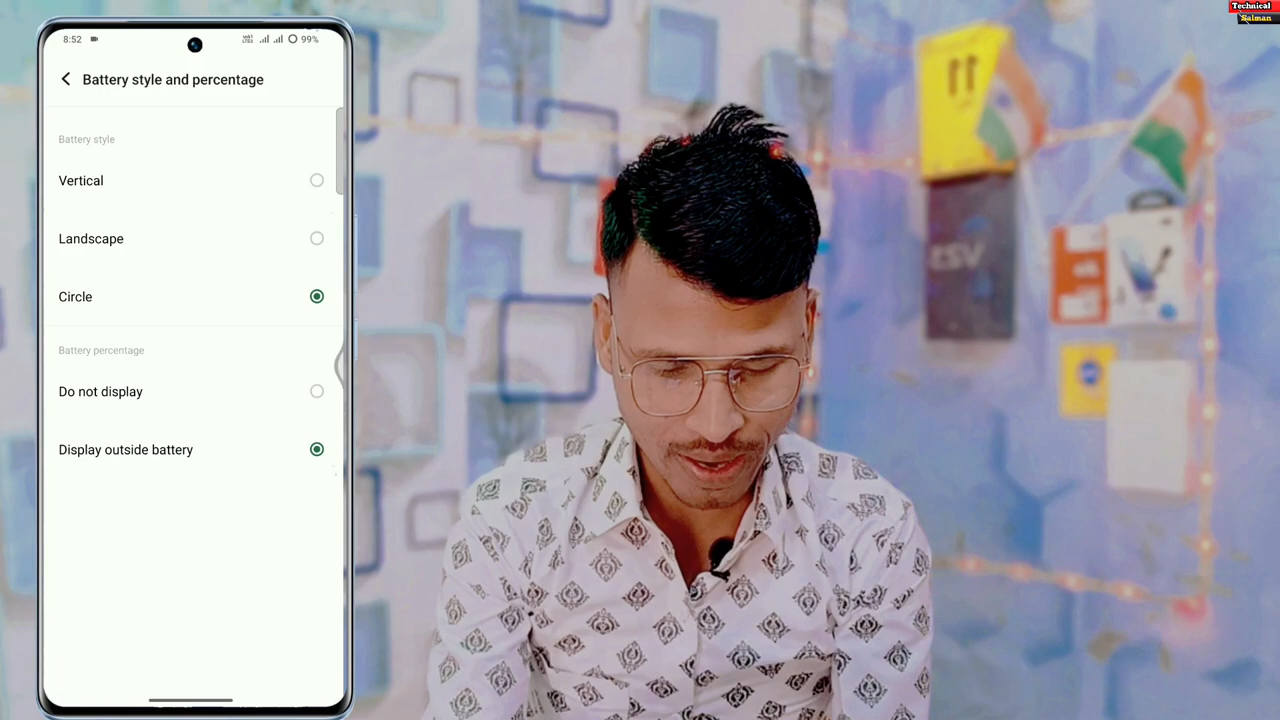 8:52
99%
Battery style and percentage
Battery style
Vertical
Landscape
Circle
Battery percentage
Do not display
Display outside battery
Technical
Salman
11